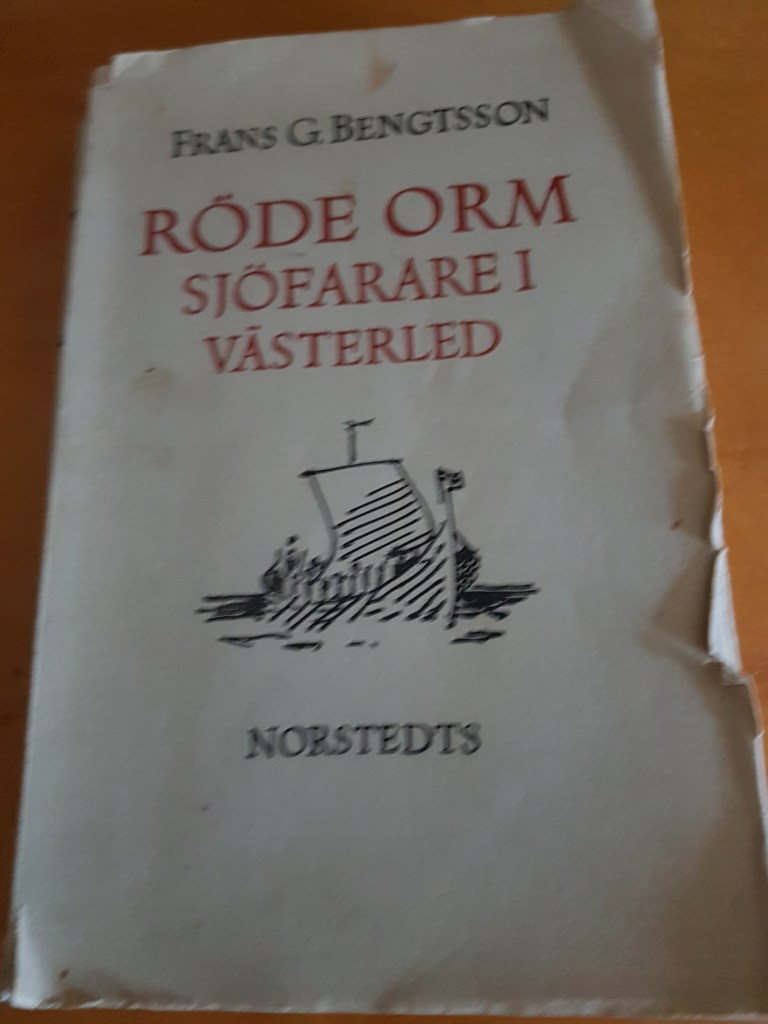 FRANS G. BENGTSSON
RÖDE ORM
SJÖFARARE I
VÄSTERLED
NORSTEDTS